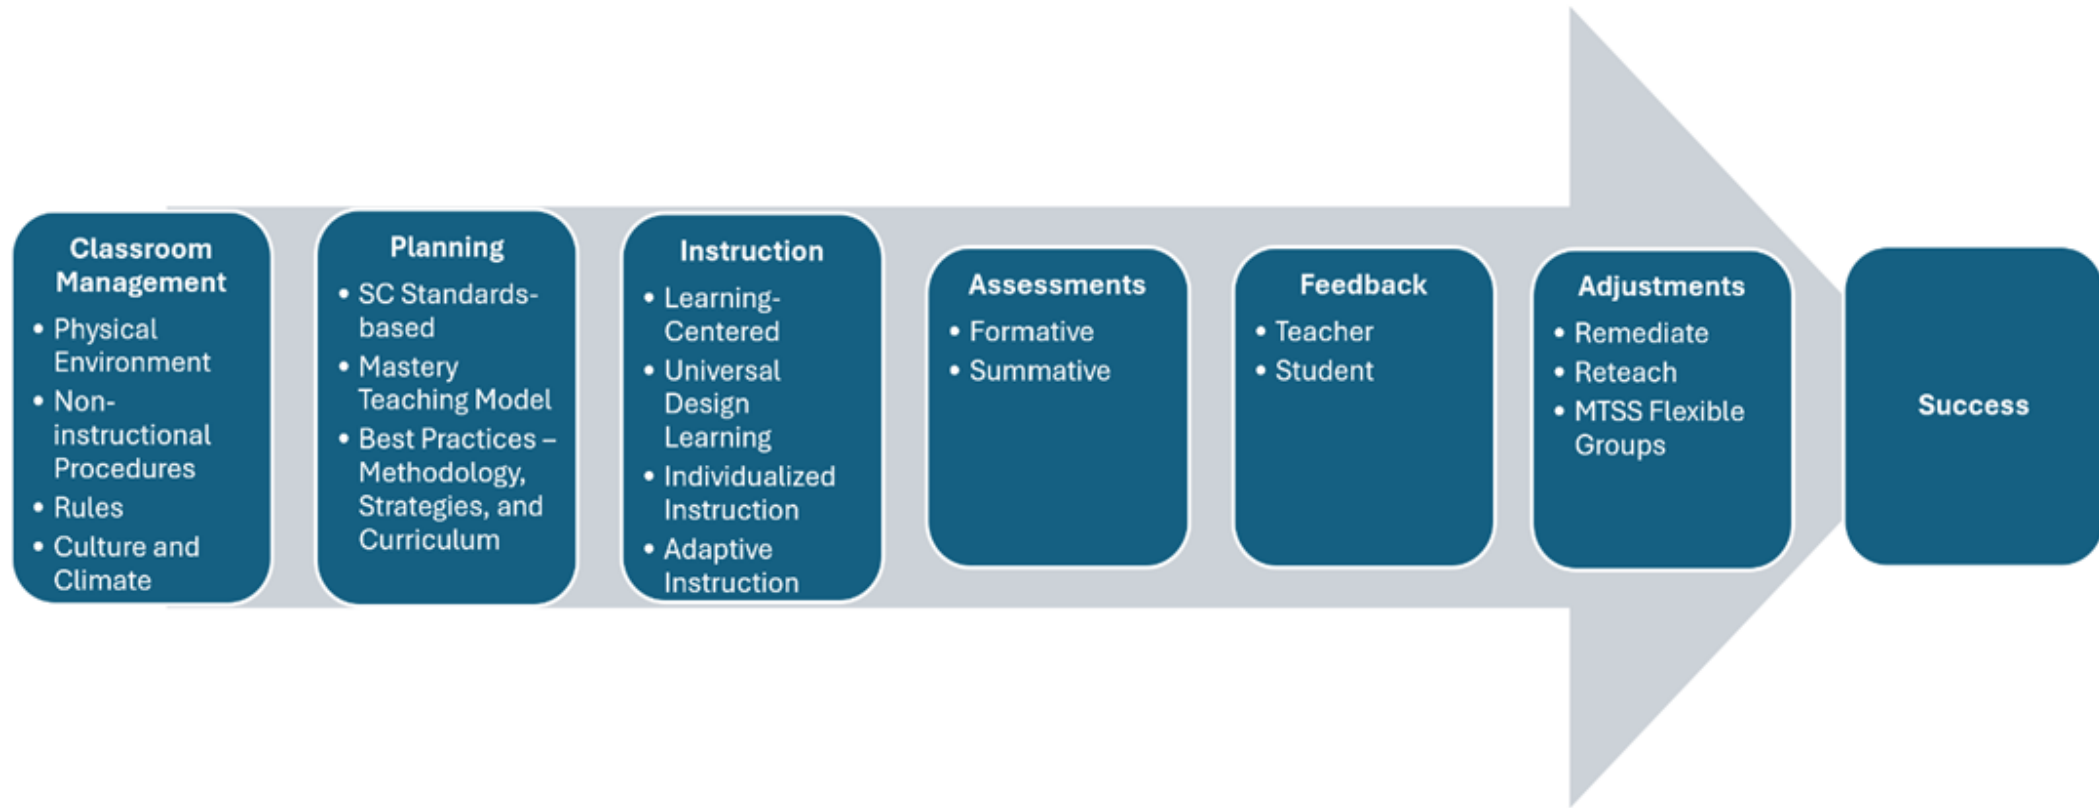 Classroom
Management
• Physical
Environment
• Non-
instructional
Procedures
• Rules
• Culture and
Climate
Planning
• SC Standards-
based
• Mastery
Teaching Model
• Best Practices –
Methodology,
Strategies, and
Curriculum
Instruction
• Learning-
Centered
• Universal
Design
Learning
• Individualized
Instruction
• Adaptive
Instruction
Assessments
• Formative
• Summative
Feedback
• Teacher
• Student
Adjustments
• Remediate
• Reteach
• MTSS Flexible
Groups
Success